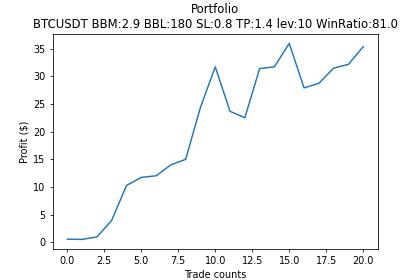 Portfolio
BTCUSDT BBM:2.9 BBL:180 SL:0.8 TP:1.4 lev:10 WinRatio:81.0
35
30
25
20
15
10
5
0
Profit ($)
0.0 2.5 5.0 7.5 10.0 12.5 15.0 17.5 20.0
Trade counts